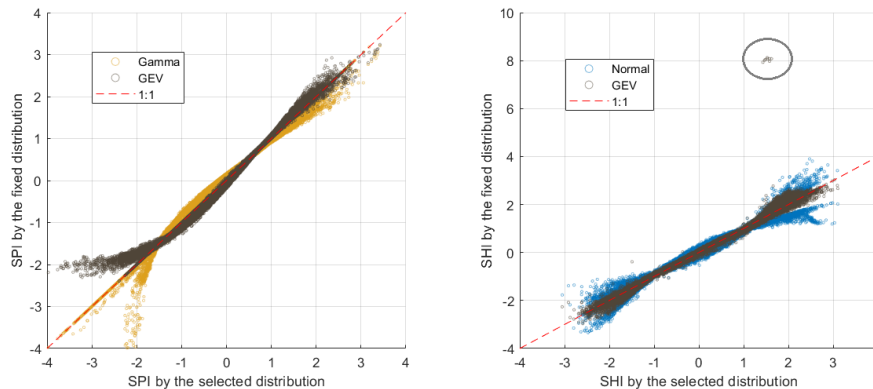 4
3
2
1
0
-1
-2
-3
-4
SPI by the fixed distribution
Gamma
GEV
1:1
-4 -3 -2 -1 0 1 2 3 4
SPI by the selected distribution
10
8
6
4
2
0
-2
-4
SHI by the fixed distribution
Normal
GEV
1:1
-4 -3 -2 -1 0 1 2 3
SHI by the selected distribution